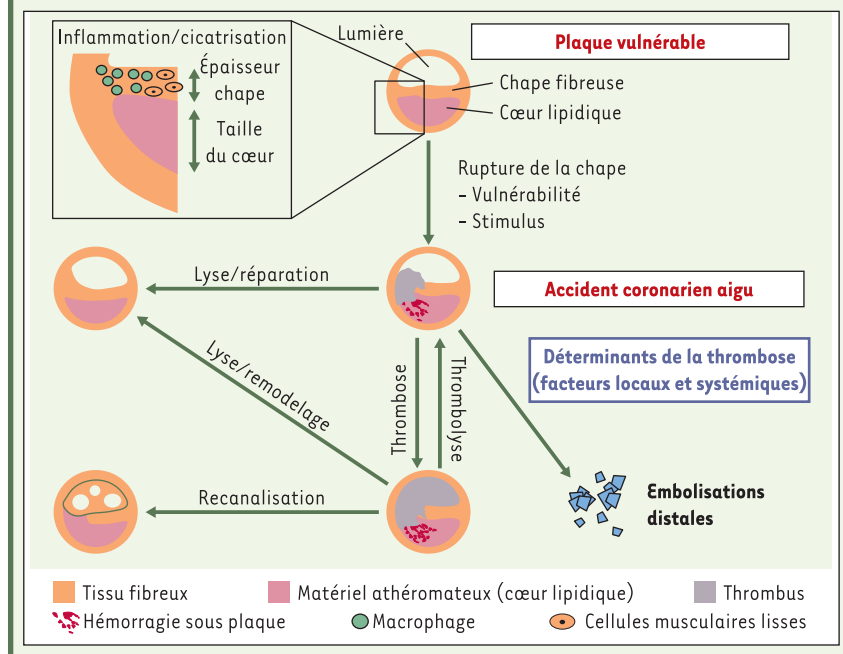 Inflammation/cicatrisation
Épaisseur
chape
Taille
du cœur
Lumière
Plaque vulnérable
Chape fibreuse
Cœur lipidique
Rupture de la chape
– Vulnérabilité
– Stimulus
Lyse/réparation
Accident coronarien aigu
Déterminants de la thrombose
(facteurs locaux et systémiques)
Lyse/remodelage
Thrombose
Thrombolyse
Recanalisation
Embolisations
distales
Tissu fibreux
Matériel athéromateux (cœur lipidique)
Thrombus
Hémorragie sous plaque
Macrophage
Cellules musculaires lisses